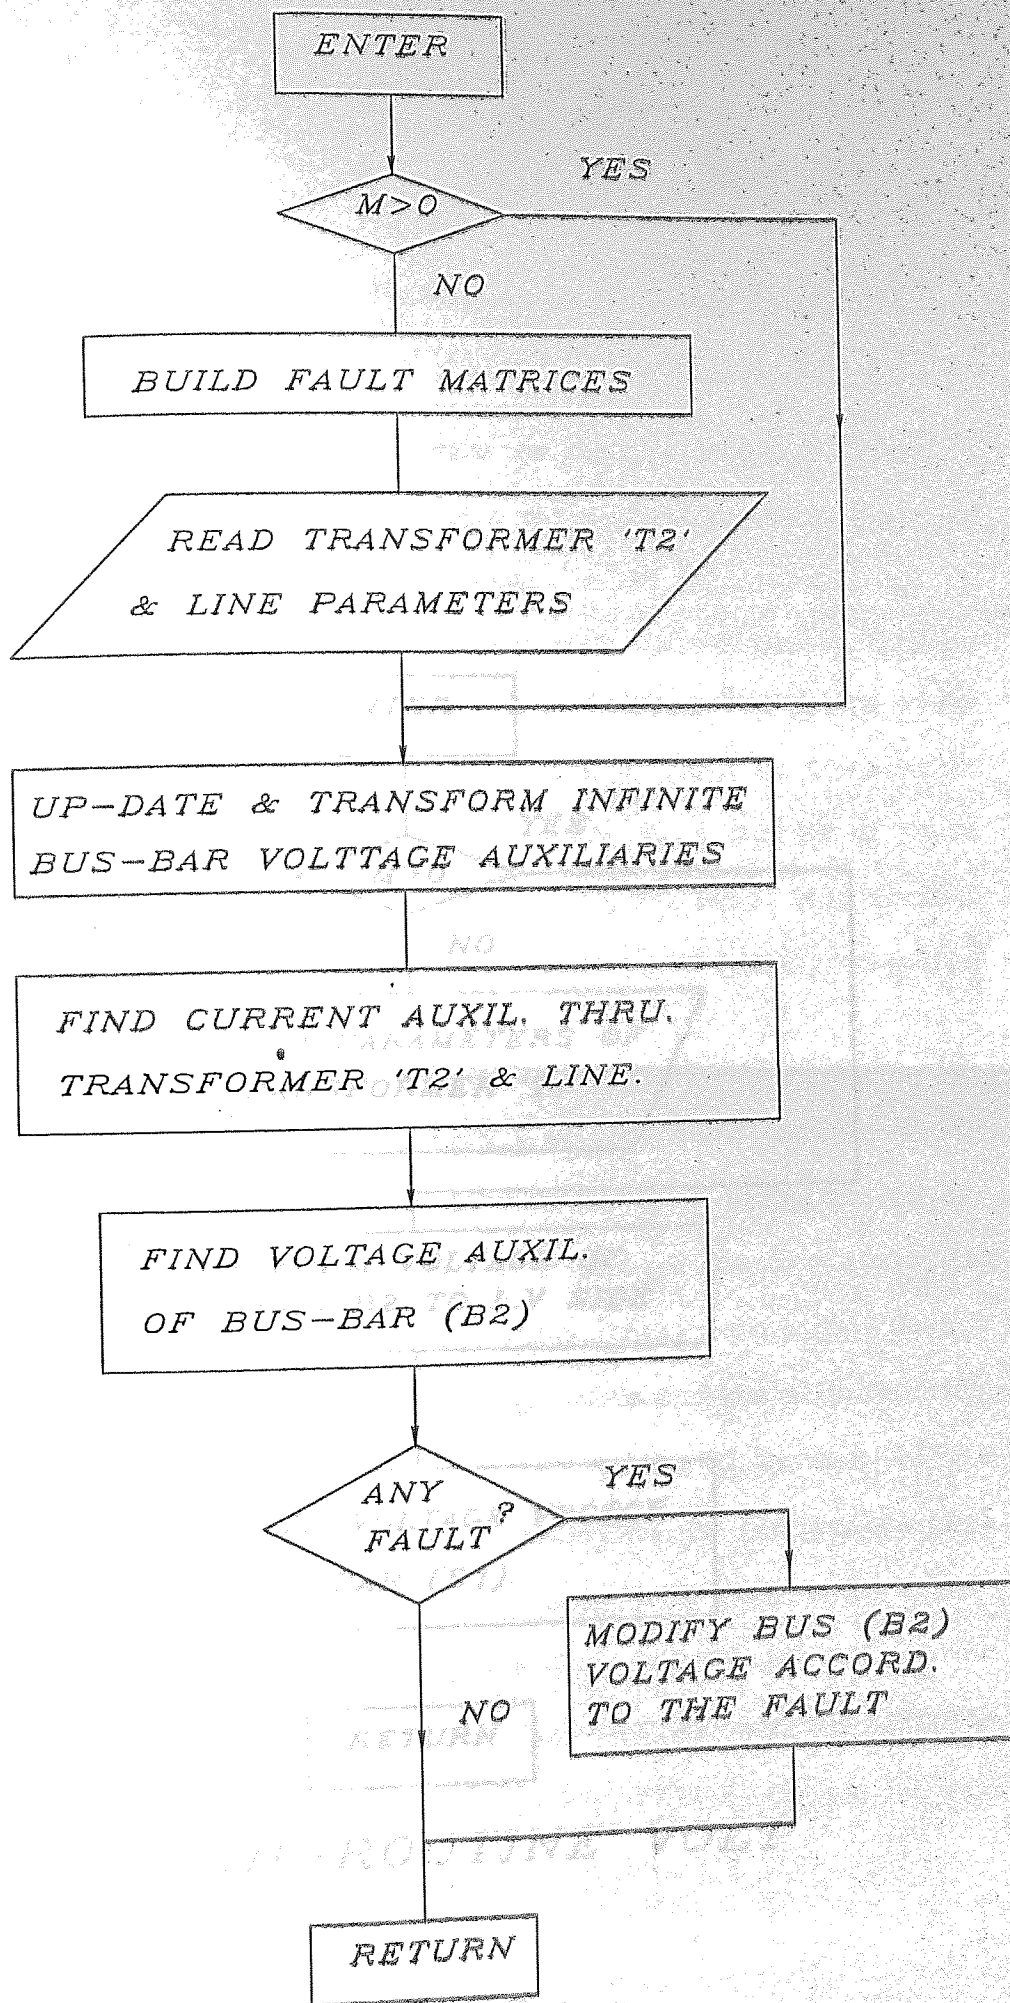 ENTER
YES
M>0
NO
BUILD FAULT MATRICES
READ TRANSFORMER 'T2'
& LINE PARAMETERS
UP-DATE & TRANSFORM INFINITE
BUS-BAR VOLTTAGE AUXILIARIES
FIND CURRENT AUXIL. THRU.
TRANSFORMER 'T2' & LINE.
FIND VOLTAGE AUXIL.
OF BUS-BAR (B2)
YES
ANY
FAULT ?
MODIFY BUS (B2)
VOLTAGE ACCORD.
TO THE FAULT
NO
RETURN